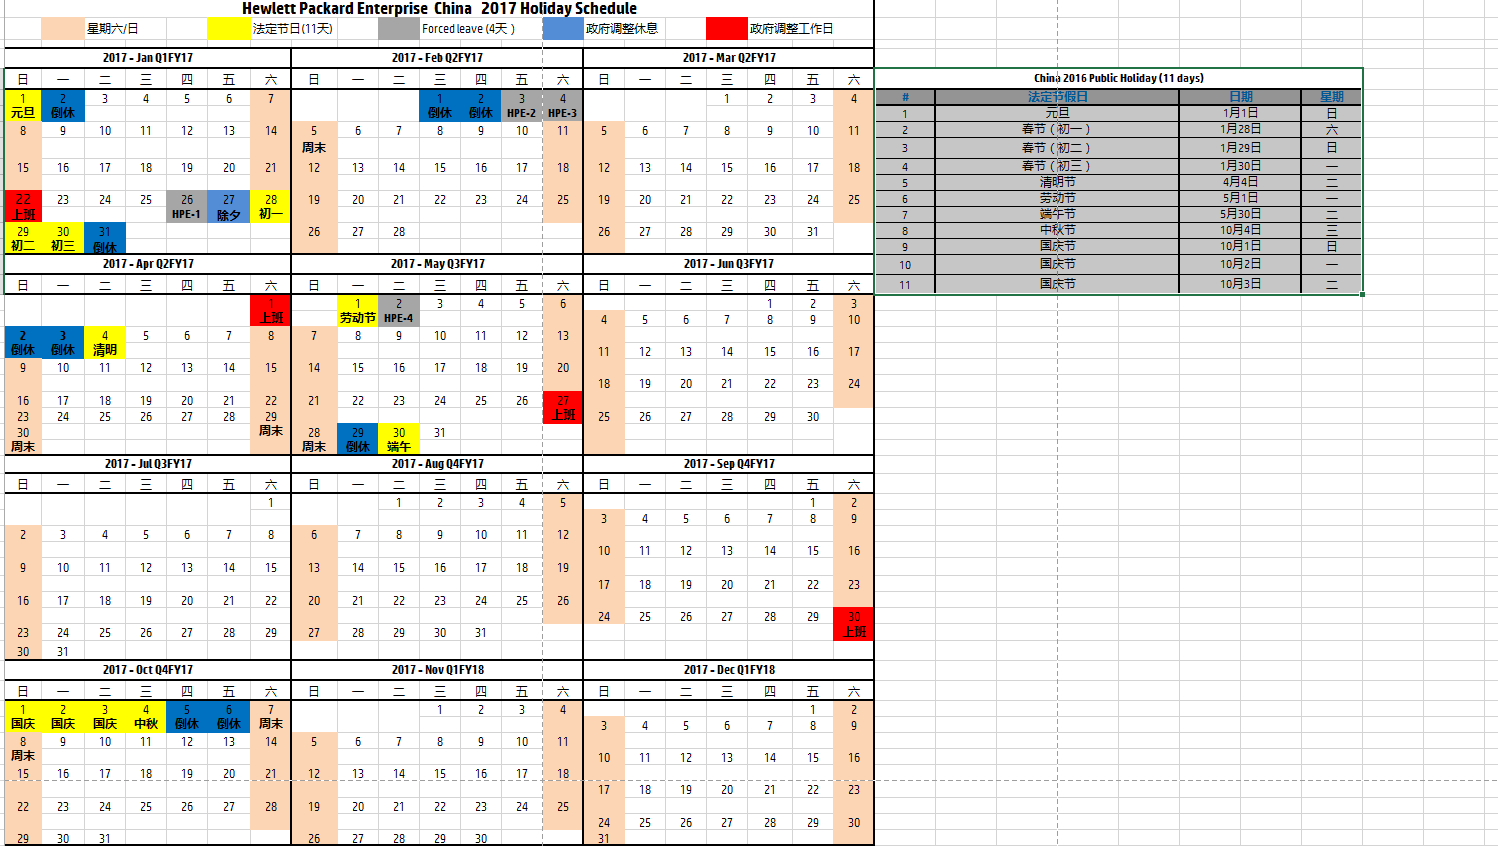 Hewlett Packard Enterprise China 2017 Holiday Schedule
星期六/日 法定节日(11天) Forced leave (4天 ) 政府调整休息 政府调整工作日
2017 - Jan Q1FY17 2017 - Feb Q2FY17 2017 - Mar Q2FY17
日 一 二 三 四 五 六 日 一 二 三 四 五 六 日 一 二 三 四 五 六
1 2 3 4 5 6 7 1 2 3 4 1 2 3 4
元旦 倒休 倒休 倒休 HPE-2 HPE-3
8 9 10 11 12 13 14 5 6 7 8 9 10 11 5 6 7 8 9 10 11
周末
15 16 17 18 19 20 21 12 13 14 15 16 17 18 12 13 14 15 16 17 18
22 23 24 25 26 27 28 19 20 21 22 23 24 25 19 20 21 22 23 24 25
上班 HPE-1 除夕 初一
29 30 31 26 27 28 26 27 28 29 30 31
初二 初三 倒休
China 2016 Public Holiday (11 days)
# 法定节假日 日期 星期
1 元旦 1月1日 日
2 春节 ( 初一 ) 1月28日 六
3 春节 ( 初二 ) 1月29日 日
4 春节 ( 初三 ) 1月30日 一
5 清明节 4月4日 二
6 劳动节 5月1日 一
7 端午节 5月30日 二
8 中秋节 10月4日 三
9 国庆节 10月1日 日
10 国庆节 10月2日 一
11 国庆节 10月3日 二
2017 - Apr Q2FY17 2017 - May Q3FY17 2017 - Jun Q3FY17
日 一 二 三 四 五 六 日 一 二 三 四 五 六 日 一 二 三 四 五 六
1 1 2 3 4 5 6 1 2 3
上班 劳动节 HPE-4
2 3 4 5 6 7 8 7 8 9 10 11 12 13 4 5 6 7 8 9 10
倒休 倒休 清明
9 10 11 12 13 14 15 14 15 16 17 18 19 20 11 12 13 14 15 16 17
16 17 18 19 20 21 22 21 22 23 24 25 26 27 18 19 20 21 22 23 24
上班
23 24 25 26 27 28 29 28 29 30 31 25 26 27 28 29 30
周末 周末 倒休 端午
30
周末
2017 - Jul Q3FY17 2017 - Aug Q4FY17 2017 - Sep Q4FY17
日 一 二 三 四 五 六 日 一 二 三 四 五 六 日 一 二 三 四 五 六
1 1 2 3 4 5 1 2
2 3 4 5 6 7 8 6 7 8 9 10 11 12 3 4 5 6 7 8 9
9 10 11 12 13 14 15 13 14 15 16 17 18 19 10 11 12 13 14 15 16
16 17 18 19 20 21 22 20 21 22 23 24 25 26 17 18 19 20 21 22 23
23 24 25 26 27 28 29 27 28 29 30 31 24 25 26 27 28 29 30
上班
30 31
2017 - Oct Q4FY17 2017 - Nov Q1FY18 2017 - Dec Q1FY18
日 一 二 三 四 五 六 日 一 二 三 四 五 六 日 一 二 三 四 五 六
1 2 3 4 5 6 7 1 2 3 4 1 2
国庆 国庆 国庆 中秋 倒休 倒休 周末
8 9 10 11 12 13 14 5 6 7 8 9 10 11 3 4 5 6 7 8 9
周末
15 16 17 18 19 20 21 12 13 14 15 16 17 18 10 11 12 13 14 15 16
22 23 24 25 26 27 28 19 20 21 22 23 24 25 17 18 19 20 21 22 23
29 30 31 26 27 28 29 30 24 25 26 27 28 29 30
31